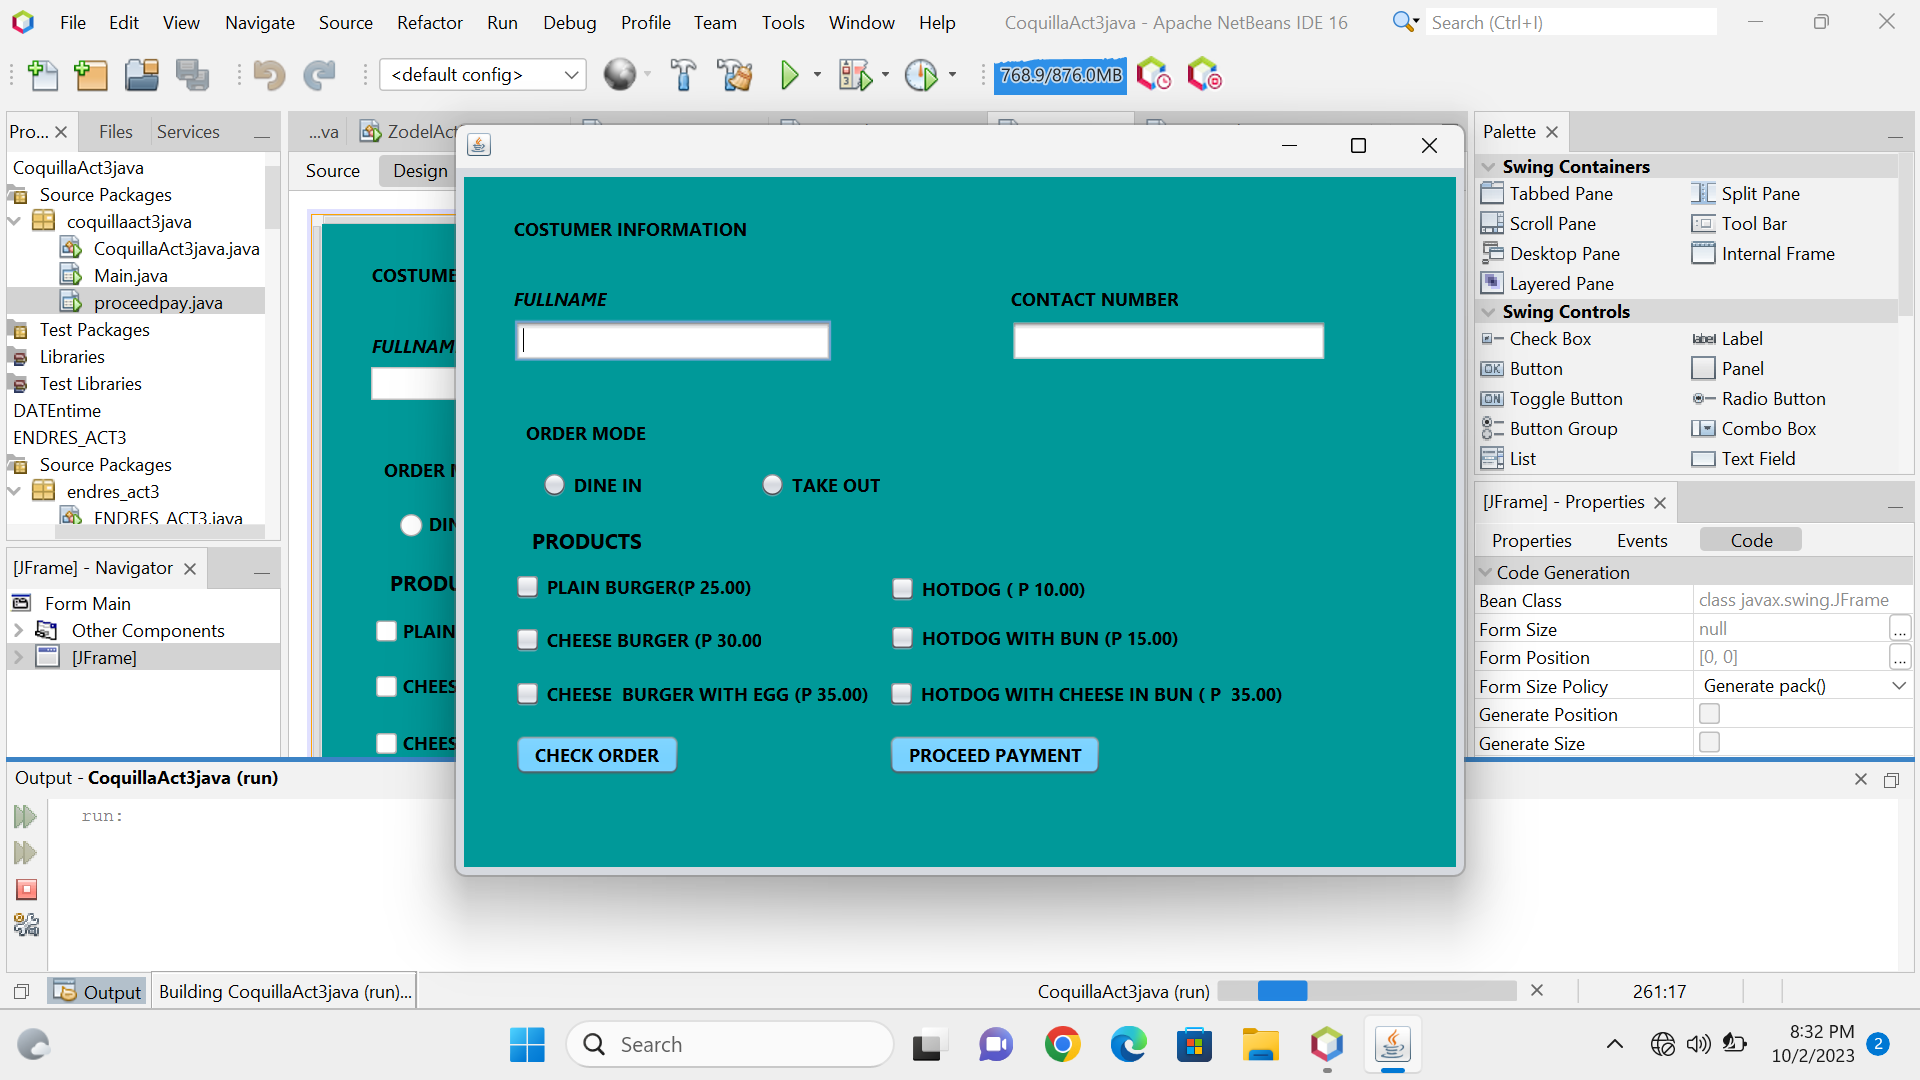 File Edit View Navigate Source Refactor Run Debug Profile Team Tools Window Help CoquillaAct3java - Apache NetBeans IDE 16 Search (Ctrl+I)
<default config> 768.9/876.0MB
Pro... Files Services ...va ZodelAct Palette
CoquillaAct3java
Source Packages
coquillaact3java
CoquillaAct3java.java
Main.java
proceedpay.java
Test Packages
Libraries
Test Libraries
DATEntime
ENDRES_ACT3
Source Packages
endres_act3
ENDRES_ACT3.java
[JFrame] - Navigator
Form Main
Other Components
[JFrame]
Source Design
COSTUME
FULLNAM
ORDER M
DIN
PRODU
PLAIN
CHEES
CHEES
COSTUMER INFORMATION
FULLNAME CONTACT NUMBER
ORDER MODE
DINE IN TAKE OUT
PRODUCTS
PLAIN BURGER(P 25.00) HOTDOG ( P 10.00)
CHEESE BURGER (P 30.00 HOTDOG WITH BUN (P 15.00)
CHEESE  BURGER WITH EGG (P 35.00) HOTDOG WITH CHEESE IN BUN ( P  35.00)
CHECK ORDER PROCEED PAYMENT
Swing Containers
Tabbed Pane Split Pane
Scroll Pane Tool Bar
Desktop Pane Internal Frame
Layered Pane
Swing Controls
Check Box Label
Button Panel
Toggle Button Radio Button
Button Group Combo Box
List Text Field
[JFrame] - Properties
Properties Events Code
Code Generation
Bean Class class javax.swing.JFrame
Form Size null ...
Form Position [0, 0] ...
Form Size Policy Generate pack()
Generate Position
Generate Size
Output - CoquillaAct3java (run)
run:
Output Building CoquillaAct3java (run)... CoquillaAct3java (run) 261:17
Search 8:32 PM
10/2/2023 2